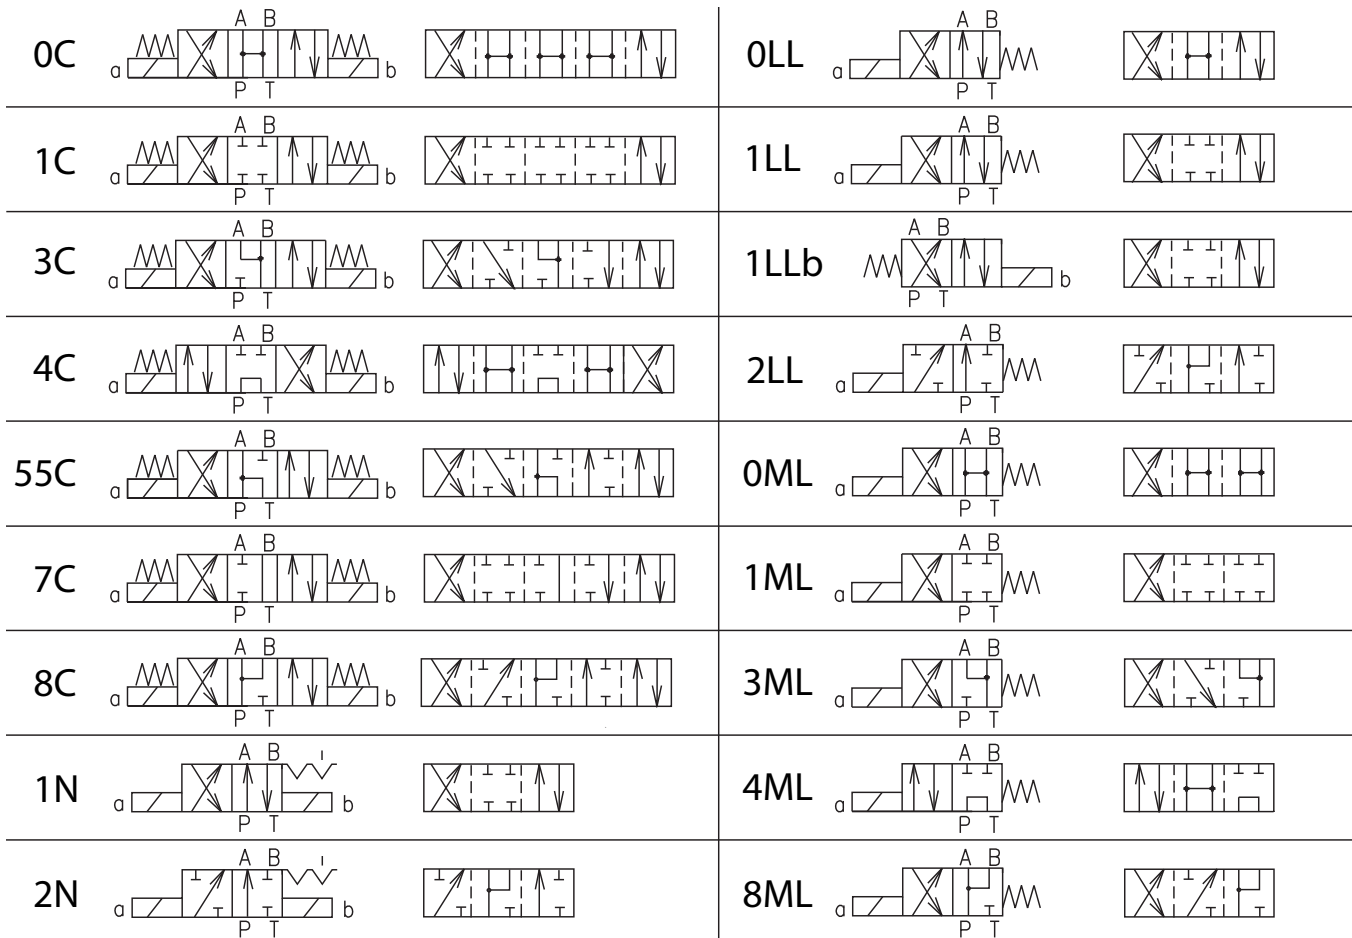 A B
0C a b
P T
A B
1C a b
P T
A B
3C a b
P T
A B
4C a b
P T
A B
55C a b
P T
A B
7C a b
P T
A B
8C a b
P T
A B
1N a b
P T
A B
2N a b
P T
A B
0LL a
P T
A B
1LL a
P T
A B
1LLb b
P T
A B
2LL a
P T
A B
0ML a
P T
A B
1ML a
P T
A B
3ML a
P T
A B
4ML a
P T
A B
8ML a
P T